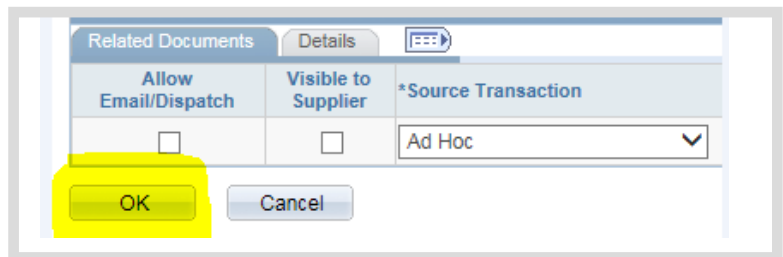 Related Documents Details
Allow Email/Dispatch Visible to Supplier *Source Transaction
Ad Hoc
OK Cancel